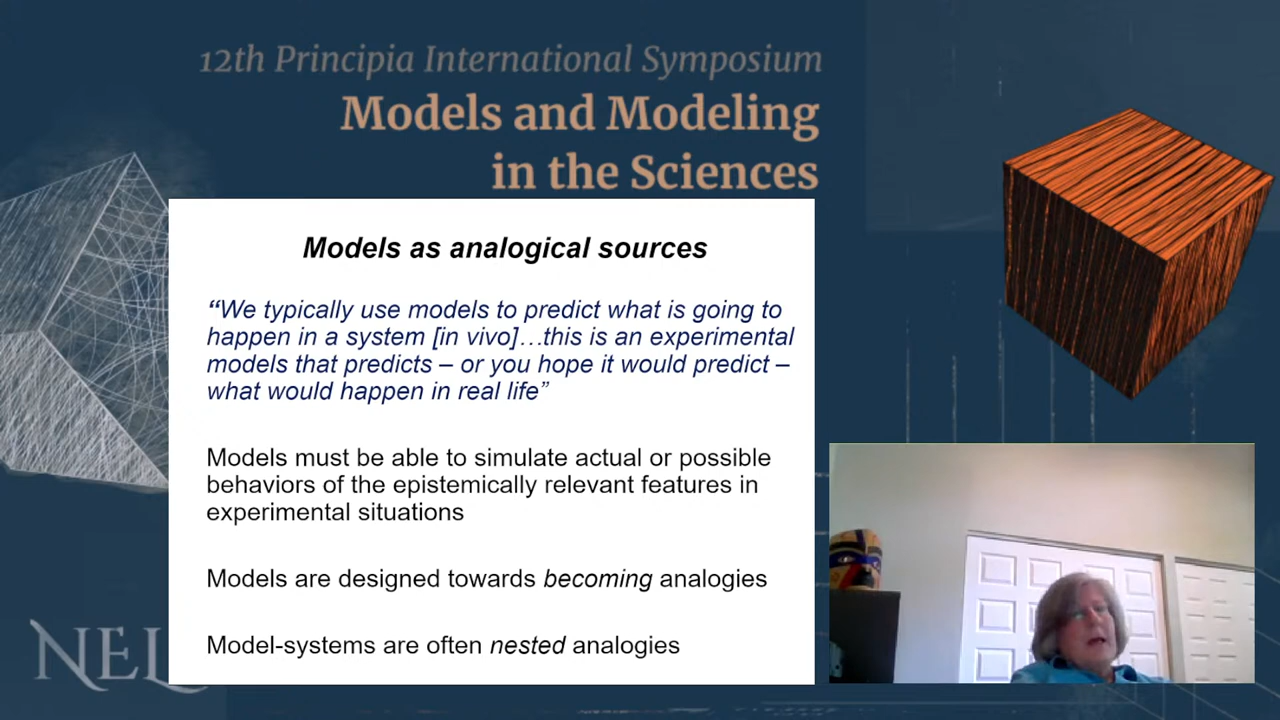 12th Principia International Symposium
Models and Modeling
in the Sciences
Models as analogical sources
“We typically use models to predict what is going to
happen in a system [in vivo]…this is an experimental
models that predicts – or you hope it would predict –
what would happen in real life”
Models must be able to simulate actual or possible
behaviors of the epistemically relevant features in
experimental situations
Models are designed towards becoming analogies
Model-systems are often nested analogies
NEL